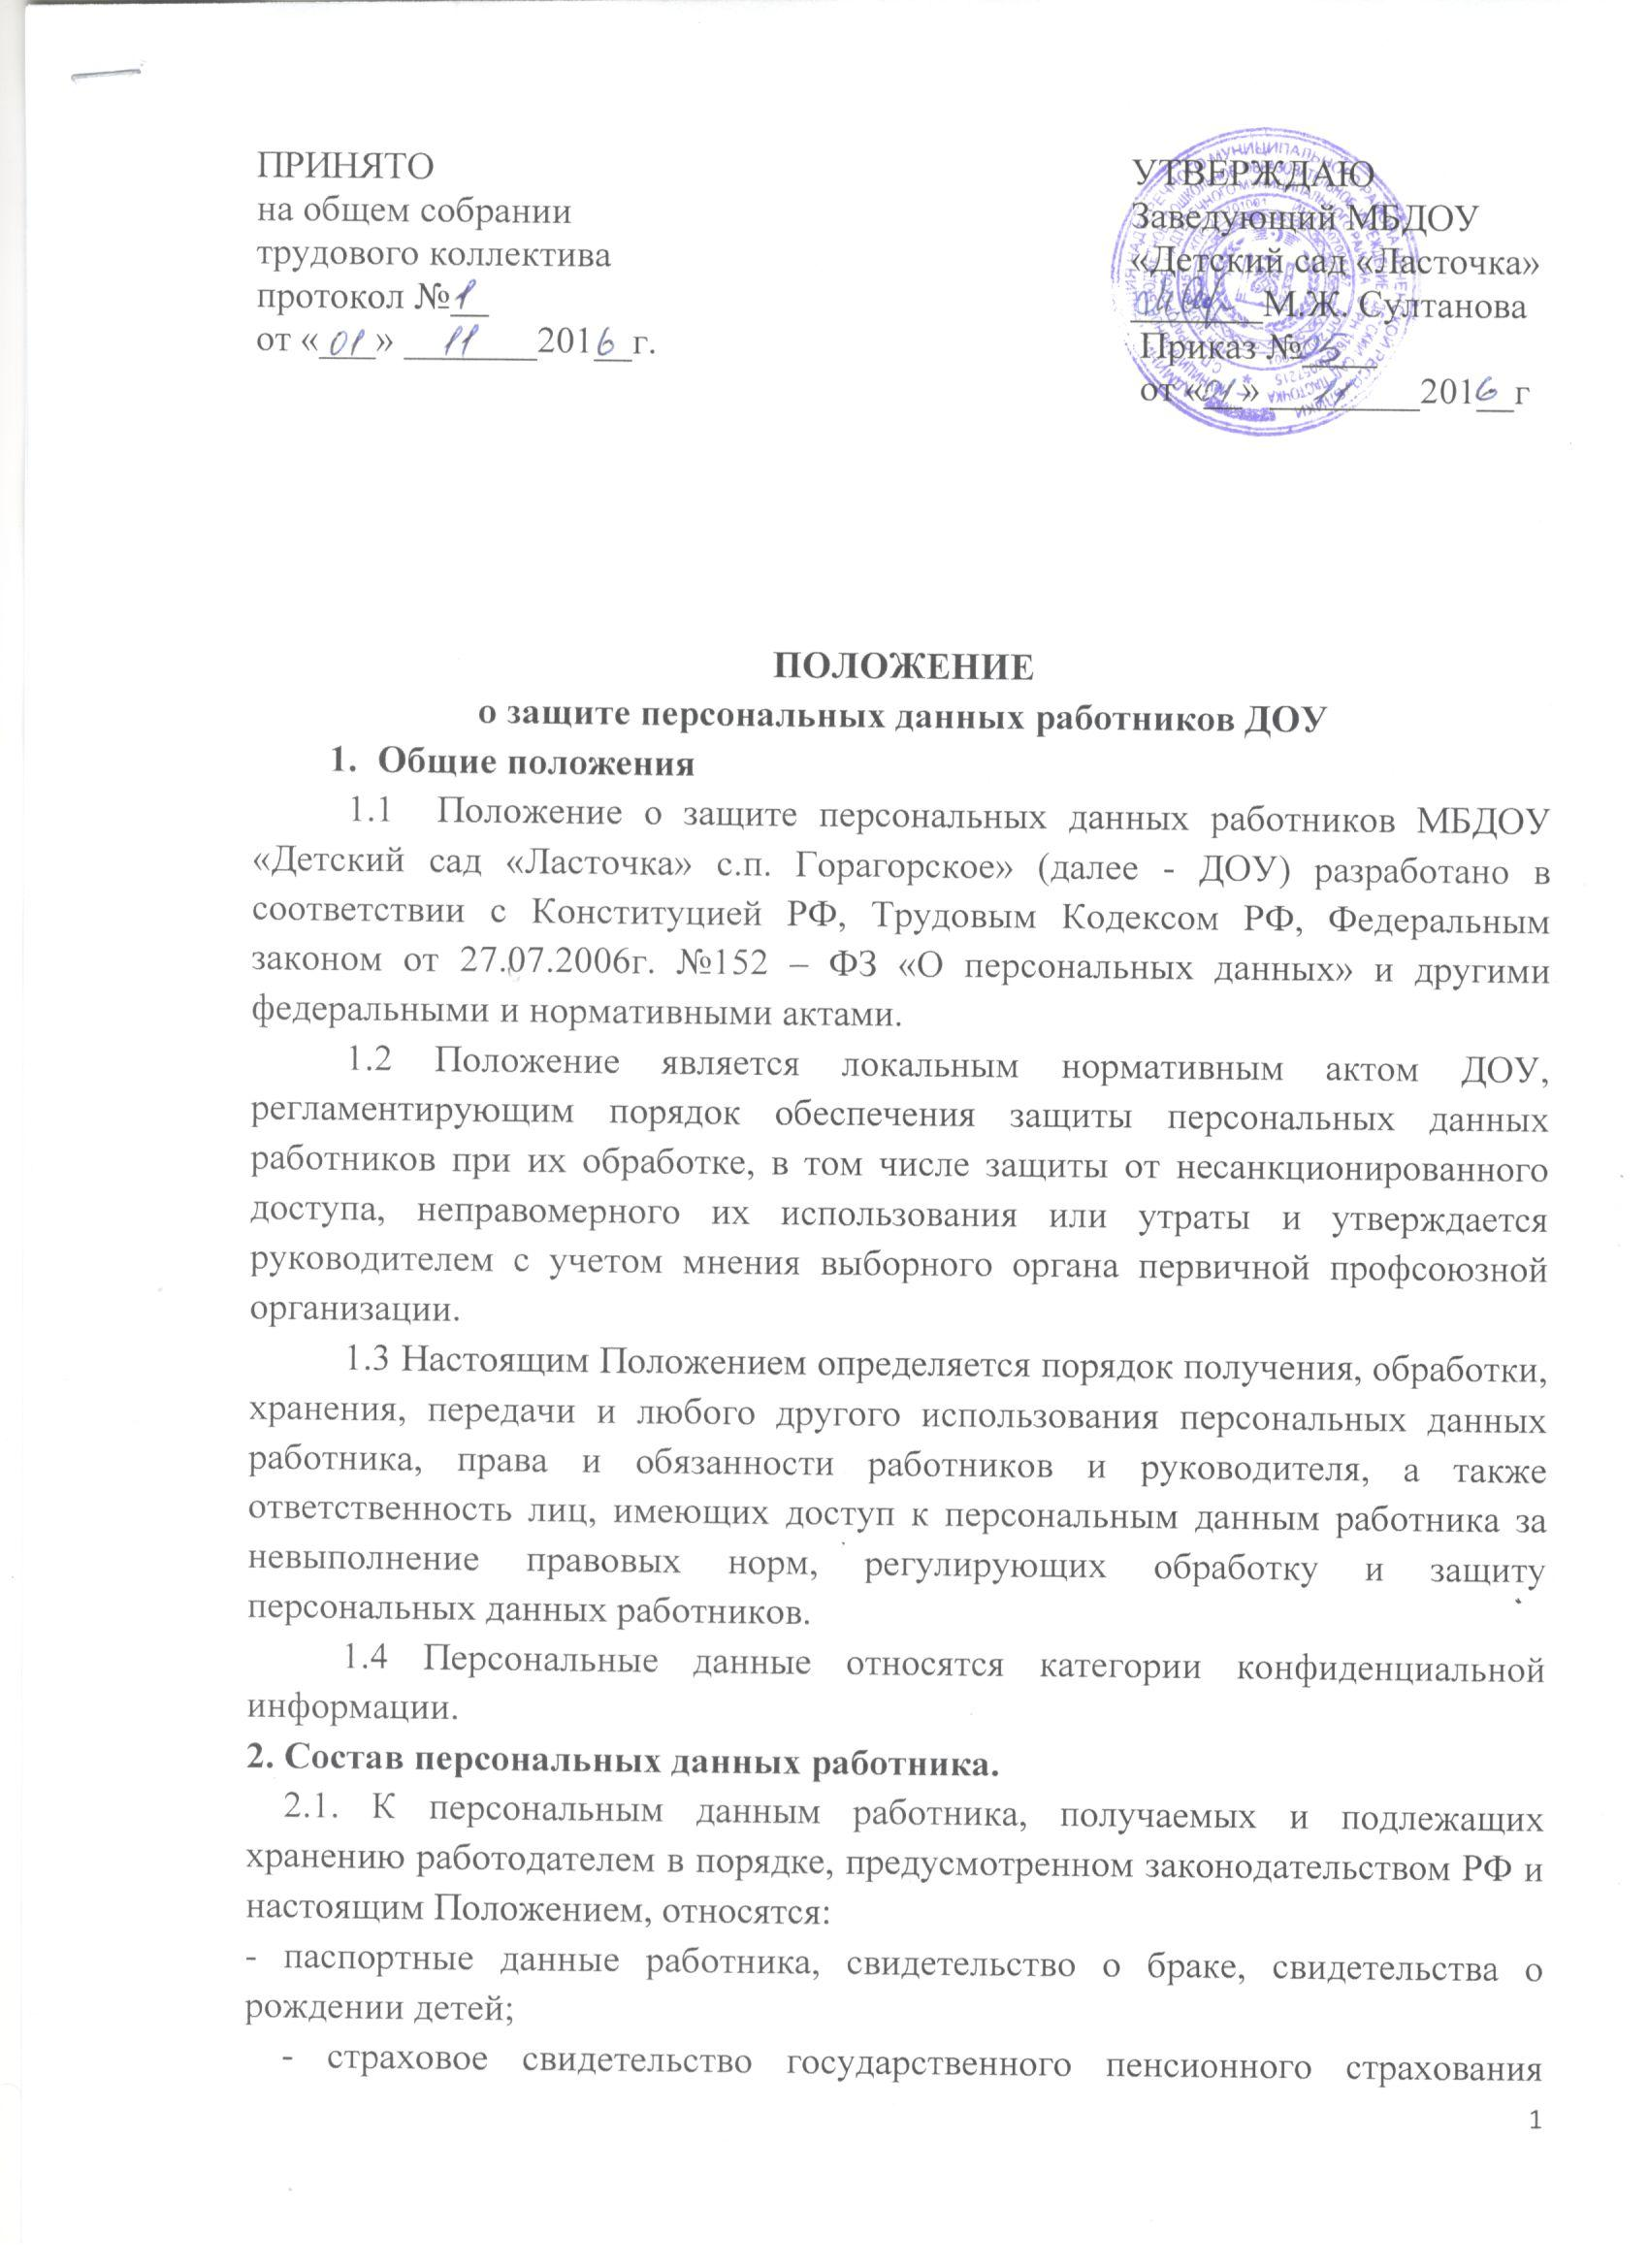 ПРИНЯТО
на общем собрании
трудового коллектива
протокол №1
от «01» 11 2016 г.
УТВЕРЖДАЮ
Заведующий МБДОУ
«Детский сад «Ласточка»
М.Ж. Султанова
Приказ № 5
от «01» 11 2016 г
ПОЛОЖЕНИЕ
о защите персональных данных работников ДОУ
1. Общие положения
1.1 Положение о защите персональных данных работников МБДОУ
«Детский сад «Ласточка» с.п. Горагорское» (далее - ДОУ) разработано в
соответствии с Конституцией РФ, Трудовым Кодексом РФ, Федеральным
законом от 27.07.2006г. №152 – ФЗ «О персональных данных» и другими
федеральными и нормативными актами.
1.2 Положение является локальным нормативным актом ДОУ,
регламентирующим порядок обеспечения защиты персональных данных
работников при их обработке, в том числе защиты от несанкционированного
доступа, неправомерного их использования или утраты и утверждается
руководителем с учетом мнения выборного органа первичной профсоюзной
организации.
1.3 Настоящим Положением определяется порядок получения, обработки,
хранения, передачи и любого другого использования персональных данных
работника, права и обязанности работников и руководителя, а также
ответственность лиц, имеющих доступ к персональным данным работника за
невыполнение правовых норм, регулирующих обработку и защиту
персональных данных работников.
1.4 Персональные данные относятся категории конфиденциальной
информации.
2. Состав персональных данных работника.
2.1. К персональным данным работника, получаемых и подлежащих
хранению работодателем в порядке, предусмотренном законодательством РФ и
настоящим Положением, относятся:
- паспортные данные работника, свидетельство о браке, свидетельства о
рождении детей;
- страховое свидетельство государственного пенсионного страхования
1